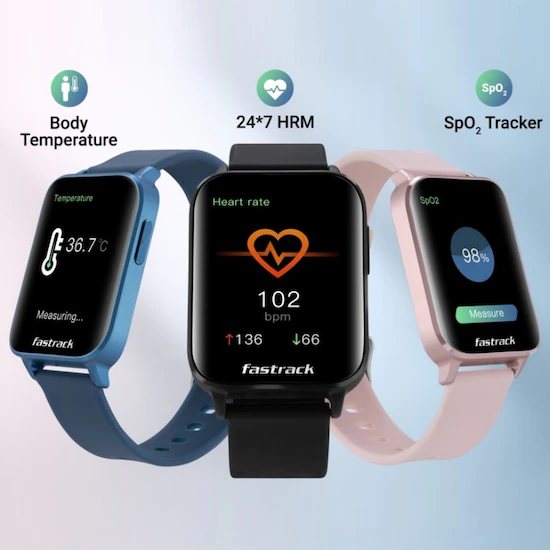 SpO₂
Body
Temperature
24*7 HRM
SpO₂ Tracker
Temperature
36.7°C
Measuring...
fastrack
Heart rate
102
bpm
↑136 ↓66
fastrack
SpO2
98%
Measure
fastrack